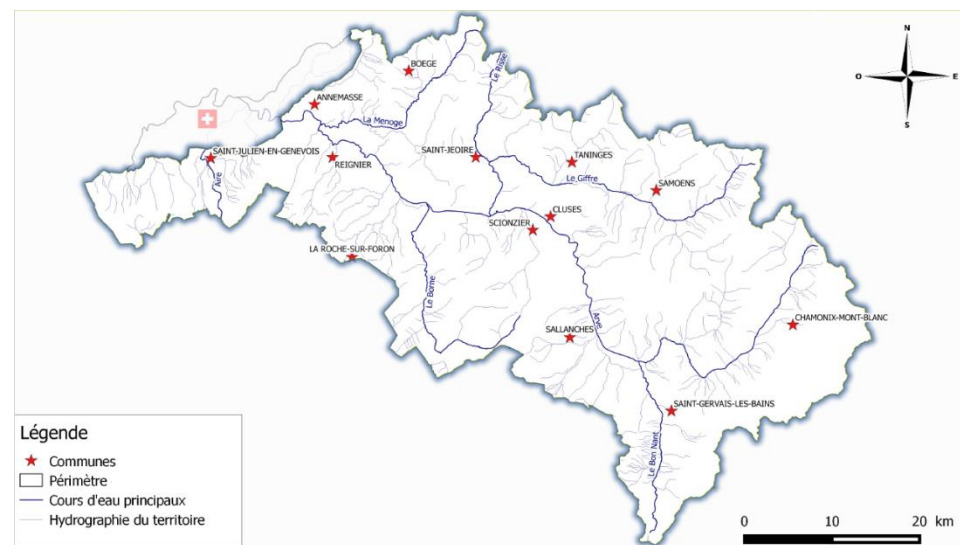 N
O
E
S
BOEGE
Le Risse
ANNEMASSE
La Menoge
SAINT-JULIEN-EN-GENEVOIS
REIGNIER
SAINT-JEOIRE
TANINGES
Le Giffre
SAMOENS
Aire
CLUSES
SCIONZIER
LA ROCHE-SUR-FORON
Le Borne
Arve
CHAMONIX-MONT-BLANC
SALLANCHES
SAINT-GERVAIS-LES-BAINS
Le Bon Nant
Légende
Communes
Périmètre
Cours d'eau principaux
Hydrographie du territoire
0 10 20 km